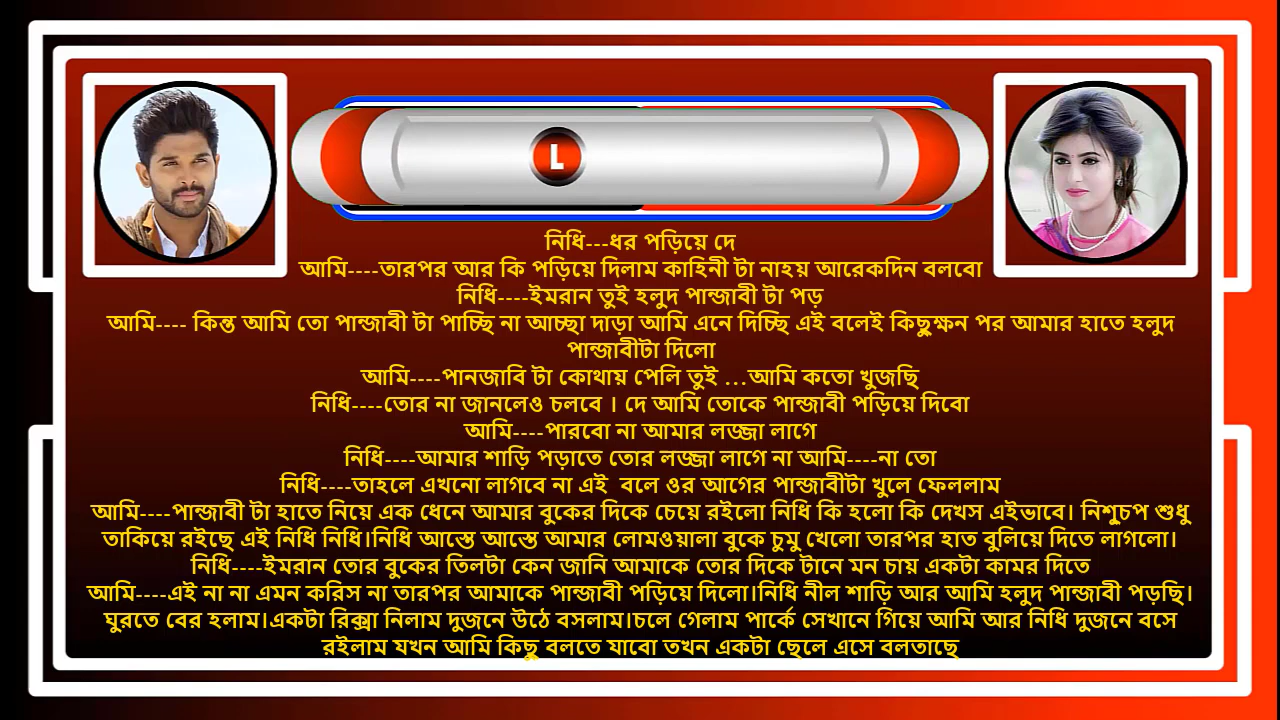 L
নিধি---ধর পড়িয়ে দে
আমি----তারপর আর কি পড়িয়ে দিলাম কাহিনী টা নাহয় আরেকদিন বলবো
নিধি----ইমরান তুই হলুদ পান্জাবী টা পড়
আমি---- কিন্ত আমি তো পান্জাবী টা পাচ্ছি না আচ্ছা দাড়া আমি এনে দিচ্ছি এই বলেই কিছুক্ষন পর আমার হাতে হলুদ
পান্জাবীটা দিলো
আমি----পানজাবি টা কোথায় পেলি তুই ...আমি কতো খুজছি
নিধি----তোর না জানলেও চলবে । দে আমি তোকে পান্জাবী পড়িয়ে দিবো
আমি----পারবো না আমার লজ্জা লাগে
নিধি----আমার শাড়ি পড়াতে তোর লজ্জা লাগে না আমি----না তো
নিধি----তাহলে এখনো লাগবে না এই  বলে ওর আগের পান্জাবীটা খুলে ফেললাম
আমি----পান্জাবী টা হাতে নিয়ে এক ধেনে আমার বুকের দিকে চেয়ে রইলো নিধি কি হলো কি দেখস এইভাবে। নিশ্চুপ শুধু
তাকিয়ে রইছে এই নিধি নিধি।নিধি আস্তে আস্তে আমার লোমওয়ালা বুকে চুমু খেলো তারপর হাত বুলিয়ে দিতে লাগলো।
নিধি----ইমরান তোর বুকের তিলটা কেন জানি আমাকে তোর দিকে টানে মন চায় একটা কামর দিতে
আমি----এই না না এমন করিস না তারপর আমাকে পান্জাবী পড়িয়ে দিলো।নিধি নীল শাড়ি আর আমি হলুদ পান্জাবী পড়ছি।
ঘুরতে বের হলাম।একটা রিক্সা নিলাম দুজনে উঠে বসলাম।চলে গেলাম পার্কে সেখানে গিয়ে আমি আর নিধি দুজনে বসে
রইলাম যখন আমি কিছু বলতে যাবো তখন একটা ছেলে এসে বলতাছে